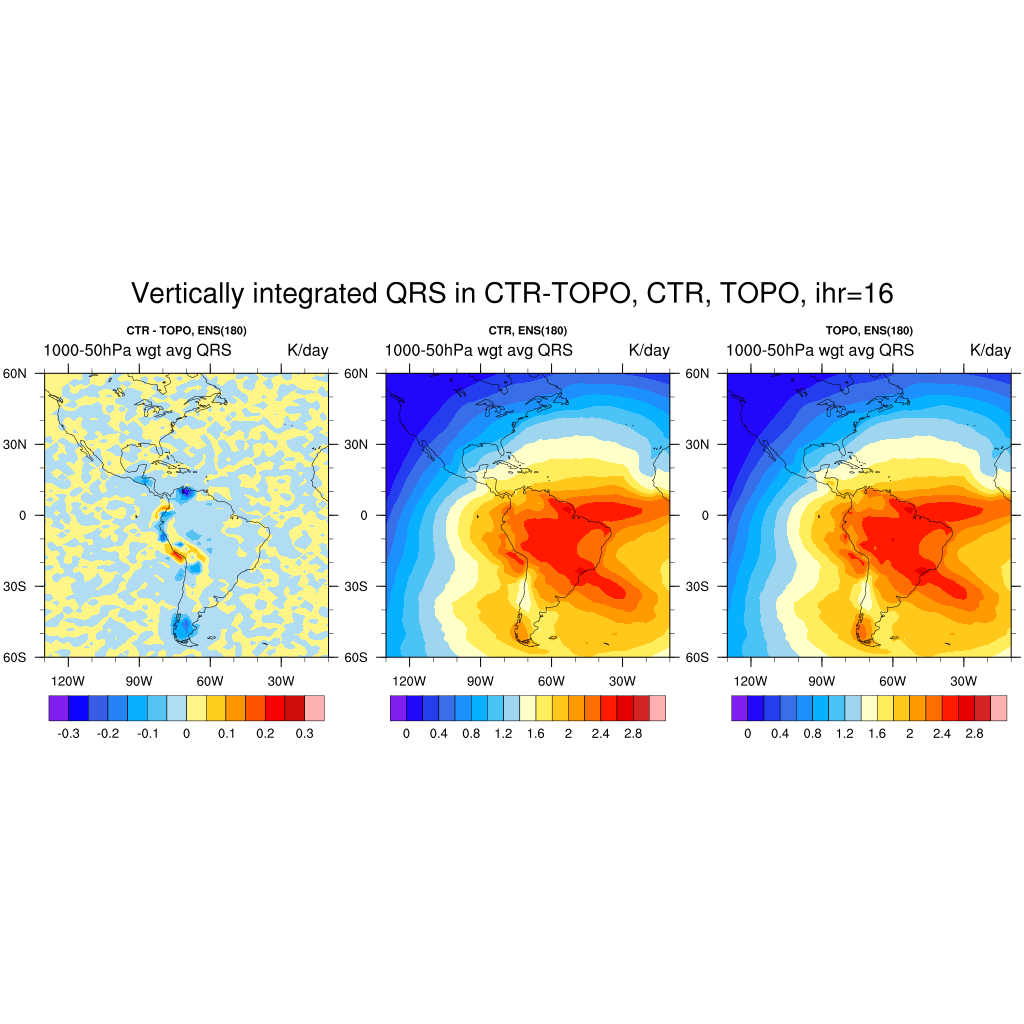 Vertically integrated QRS in CTR-TOPO, CTR, TOPO, ihr=16
CTR - TOPO, ENS(180)
1000-50hPa wgt avg QRS K/day
60N
30N
0
30S
60S
120W 90W 60W 30W
-0.3 -0.2 -0.1 0 0.1 0.2 0.3
CTR, ENS(180)
1000-50hPa wgt avg QRS K/day
60N
30N
0
30S
60S
120W 90W 60W 30W
0 0.4 0.8 1.2 1.6 2 2.4 2.8
TOPO, ENS(180)
1000-50hPa wgt avg QRS K/day
60N
30N
0
30S
60S
120W 90W 60W 30W
0 0.4 0.8 1.2 1.6 2 2.4 2.8